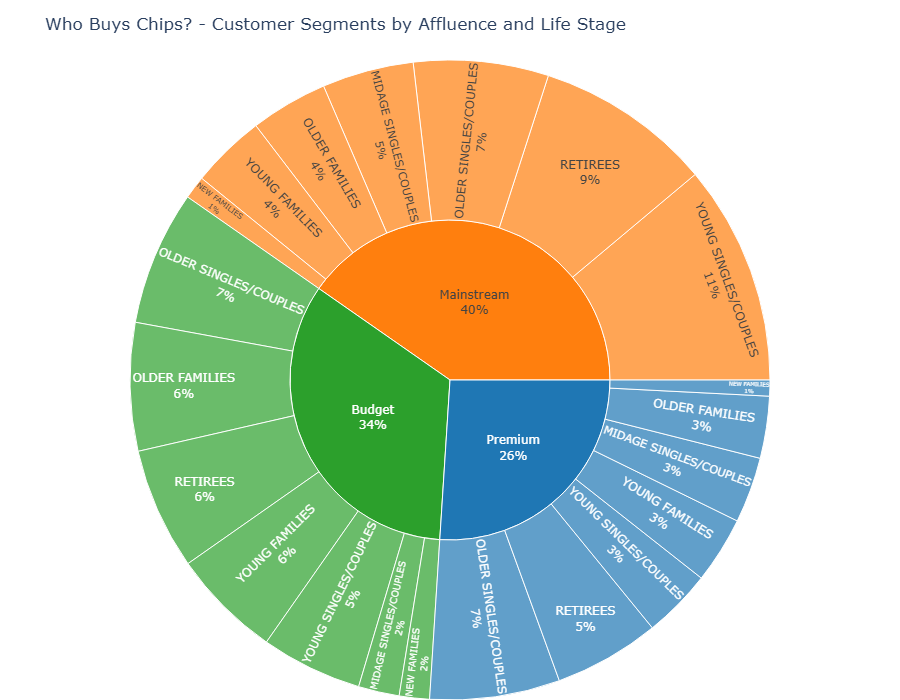 Who Buys Chips? - Customer Segments by Affluence and Life Stage
Mainstream
40%
YOUNG SINGLES/COUPLES
11%
RETIREES
9%
OLDER SINGLES/COUPLES
7%
MIDAGE SINGLES/COUPLES
5%
OLDER FAMILIES
4%
YOUNG FAMILIES
4%
NEW FAMILIES
1%
Budget
34%
OLDER SINGLES/COUPLES
7%
OLDER FAMILIES
6%
RETIREES
6%
YOUNG FAMILIES
6%
YOUNG SINGLES/COUPLES
5%
MIDAGE SINGLES/COUPLES
2%
NEW FAMILIES
2%
Premium
26%
OLDER SINGLES/COUPLES
7%
RETIREES
5%
YOUNG SINGLES/COUPLES
3%
YOUNG FAMILIES
3%
MIDAGE SINGLES/COUPLES
3%
OLDER FAMILIES
3%
NEW FAMILIES
1%